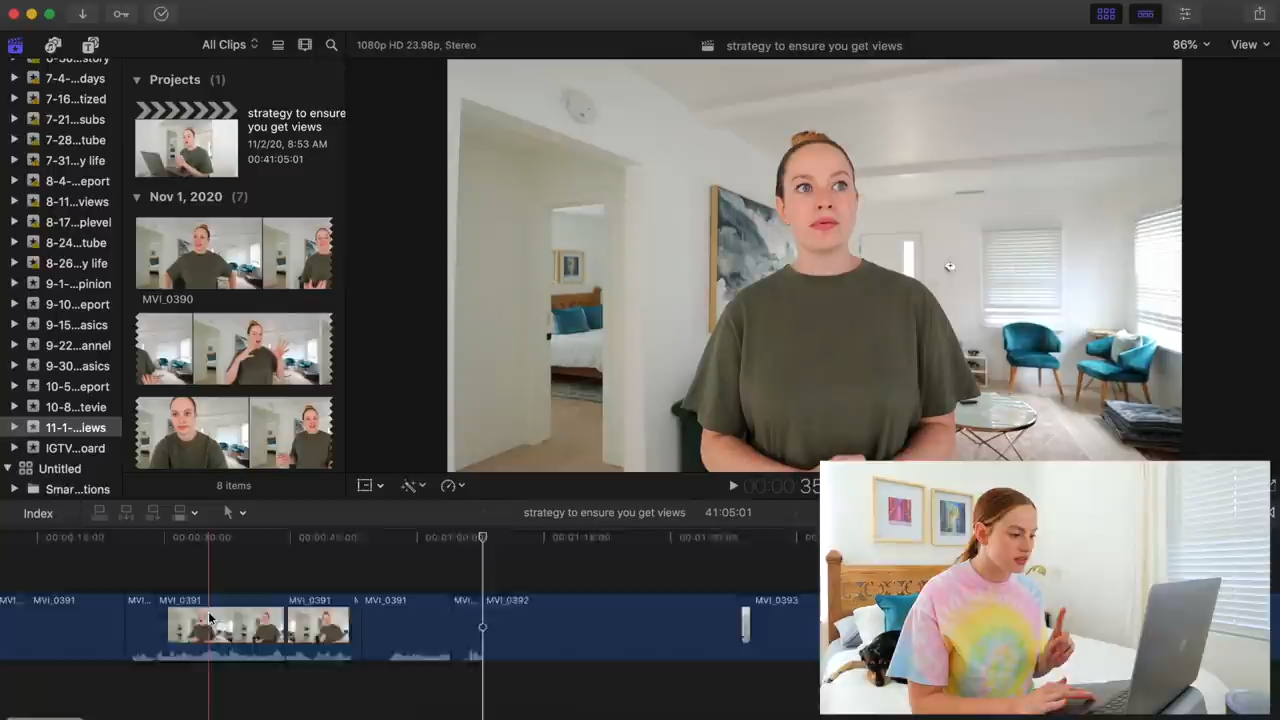 All Clips
1080p HD 23.98p, Stereo
strategy to ensure you get views
86%
View
7-4-...days
7-16...tized
7-21...subs
7-28...tube
7-31...y life
8-4-...eport
8-11...views
8-17...plevel
8-24...tube
8-26...y life
9-1-...pinion
9-10...eport
9-15...asics
9-22...annel
9-30...asics
10-5...eport
10-8...tevie
11-1-...iews
IGTV...oard
Untitled
Smar...tions
Projects (1)
strategy to ensure
you get views
11/2/20, 8:53 AM
00:41:05:01
Nov 1, 2020 (7)
MVI_0390
8 items
00:00 35
Index
strategy to ensure you get views
41:05:01
MVI...
MVI_0391
MVI...
MVI_0391
MVI_0391
MVI_0391
MVI...
MVI_0392
MVI_0393